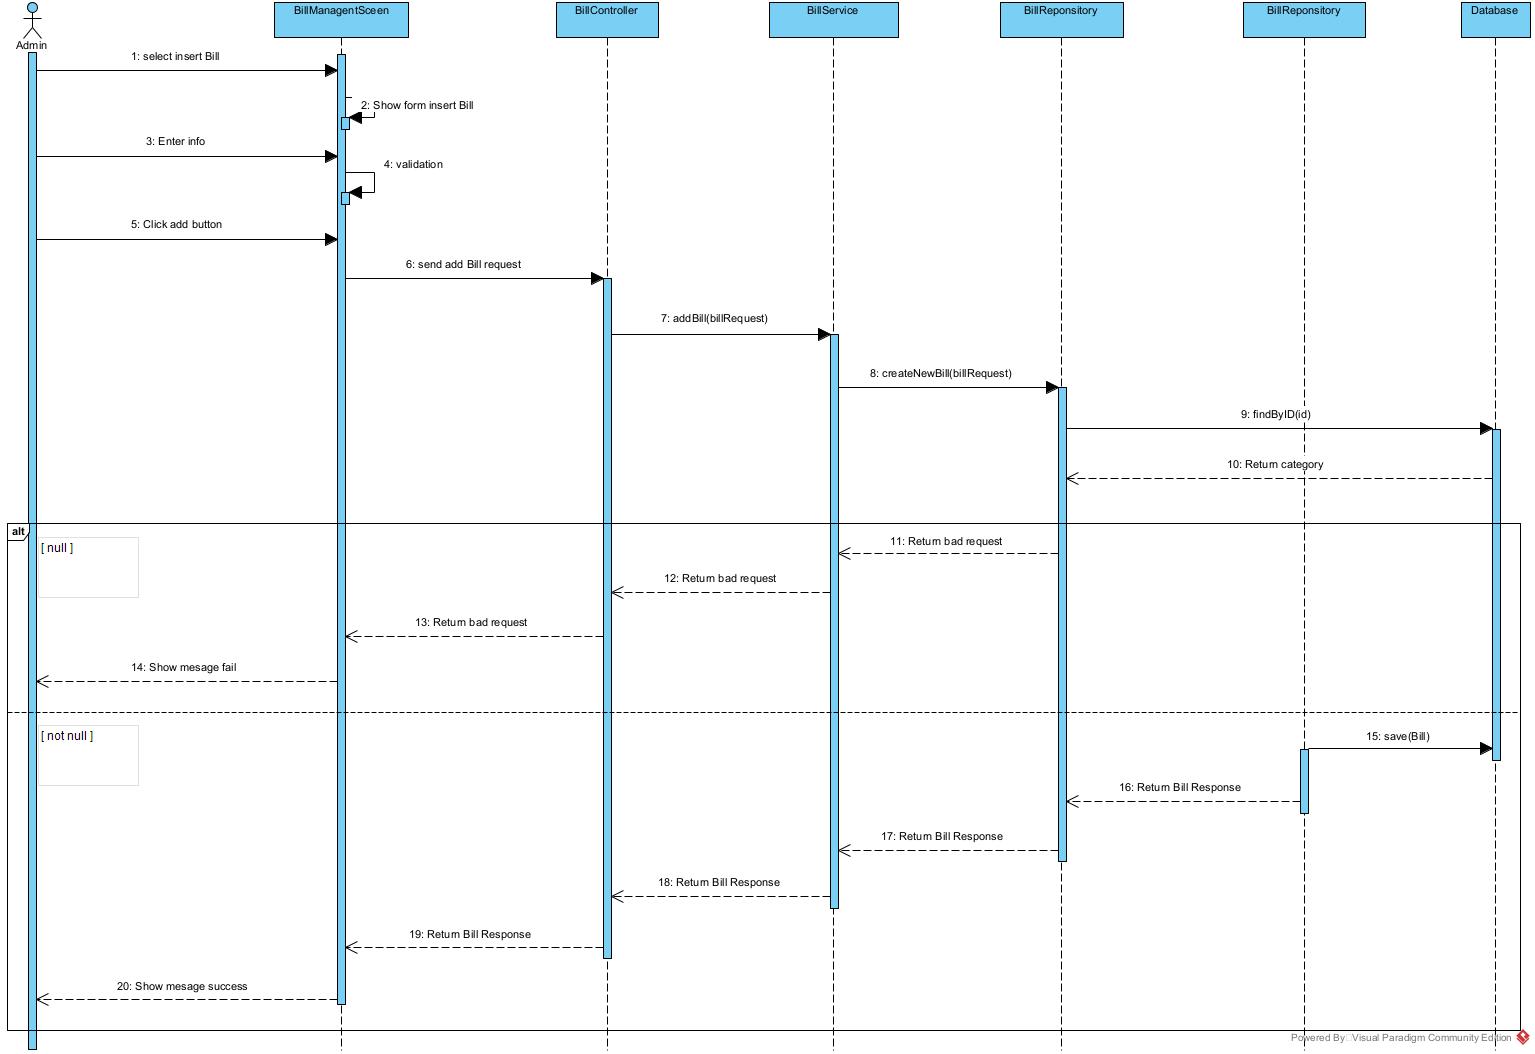 BillManagentSceen
BillController
BillService
BillReponsitory
BillReponsitory
Database
Admin
1: select insert Bill
2: Show form insert Bill
3: Enter info
4: validation
5: Click add button
6: send add Bill request
7: addBill(billRequest)
8: createNewBill(billRequest)
9: findByID(id)
10: Return category
alt
[ null ]
11: Return bad request
12: Return bad request
13: Return bad request
14: Show mesage fail
[ not null ]
15: save(Bill)
16: Return Bill Response
17: Return Bill Response
18: Return Bill Response
19: Return Bill Response
20: Show mesage success
Powered By Visual Paradigm Community Edition